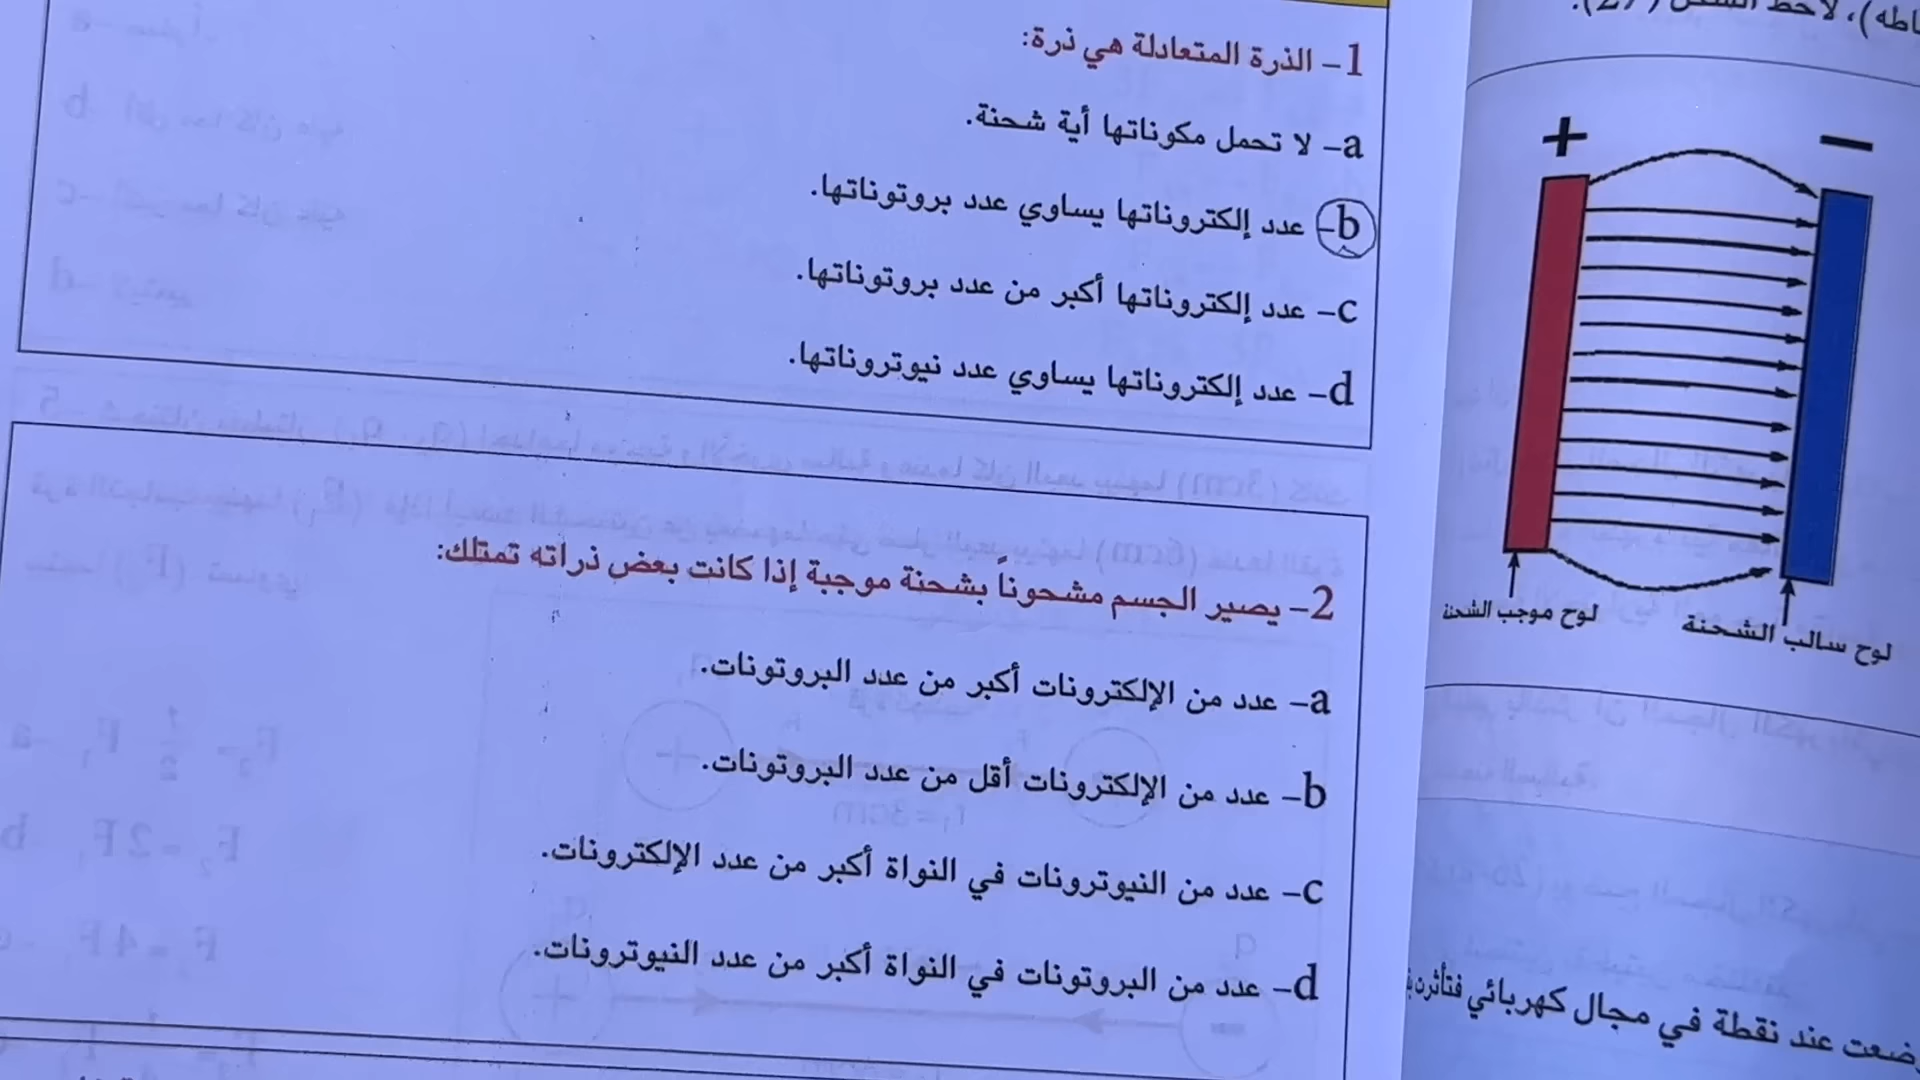 1- الذرة المتعادلة هي ذرة:
a- لا تحمل مكوناتها أية شحنة.
b- عدد إلكتروناتها يساوي عدد بروتوناتها.
c- عدد إلكتروناتها أكبر من عدد بروتوناتها.
d- عدد إلكتروناتها يساوي عدد نيوتروناتها.
2- يصير الجسم مشحوناً بشحنة موجبة إذا كانت بعض ذراته تمتلك:
a- عدد من الإلكترونات أكبر من عدد البروتونات.
b- عدد من الإلكترونات أقل من عدد البروتونات.
c- عدد من النيوترونات في النواة أكبر من عدد الإلكترونات.
d- عدد من البروتونات في النواة أكبر من عدد النيوترونات.
+ −
لوح موجب الشحنة
لوح سالب الشحنة
عند نقطة في مجال كهربائي